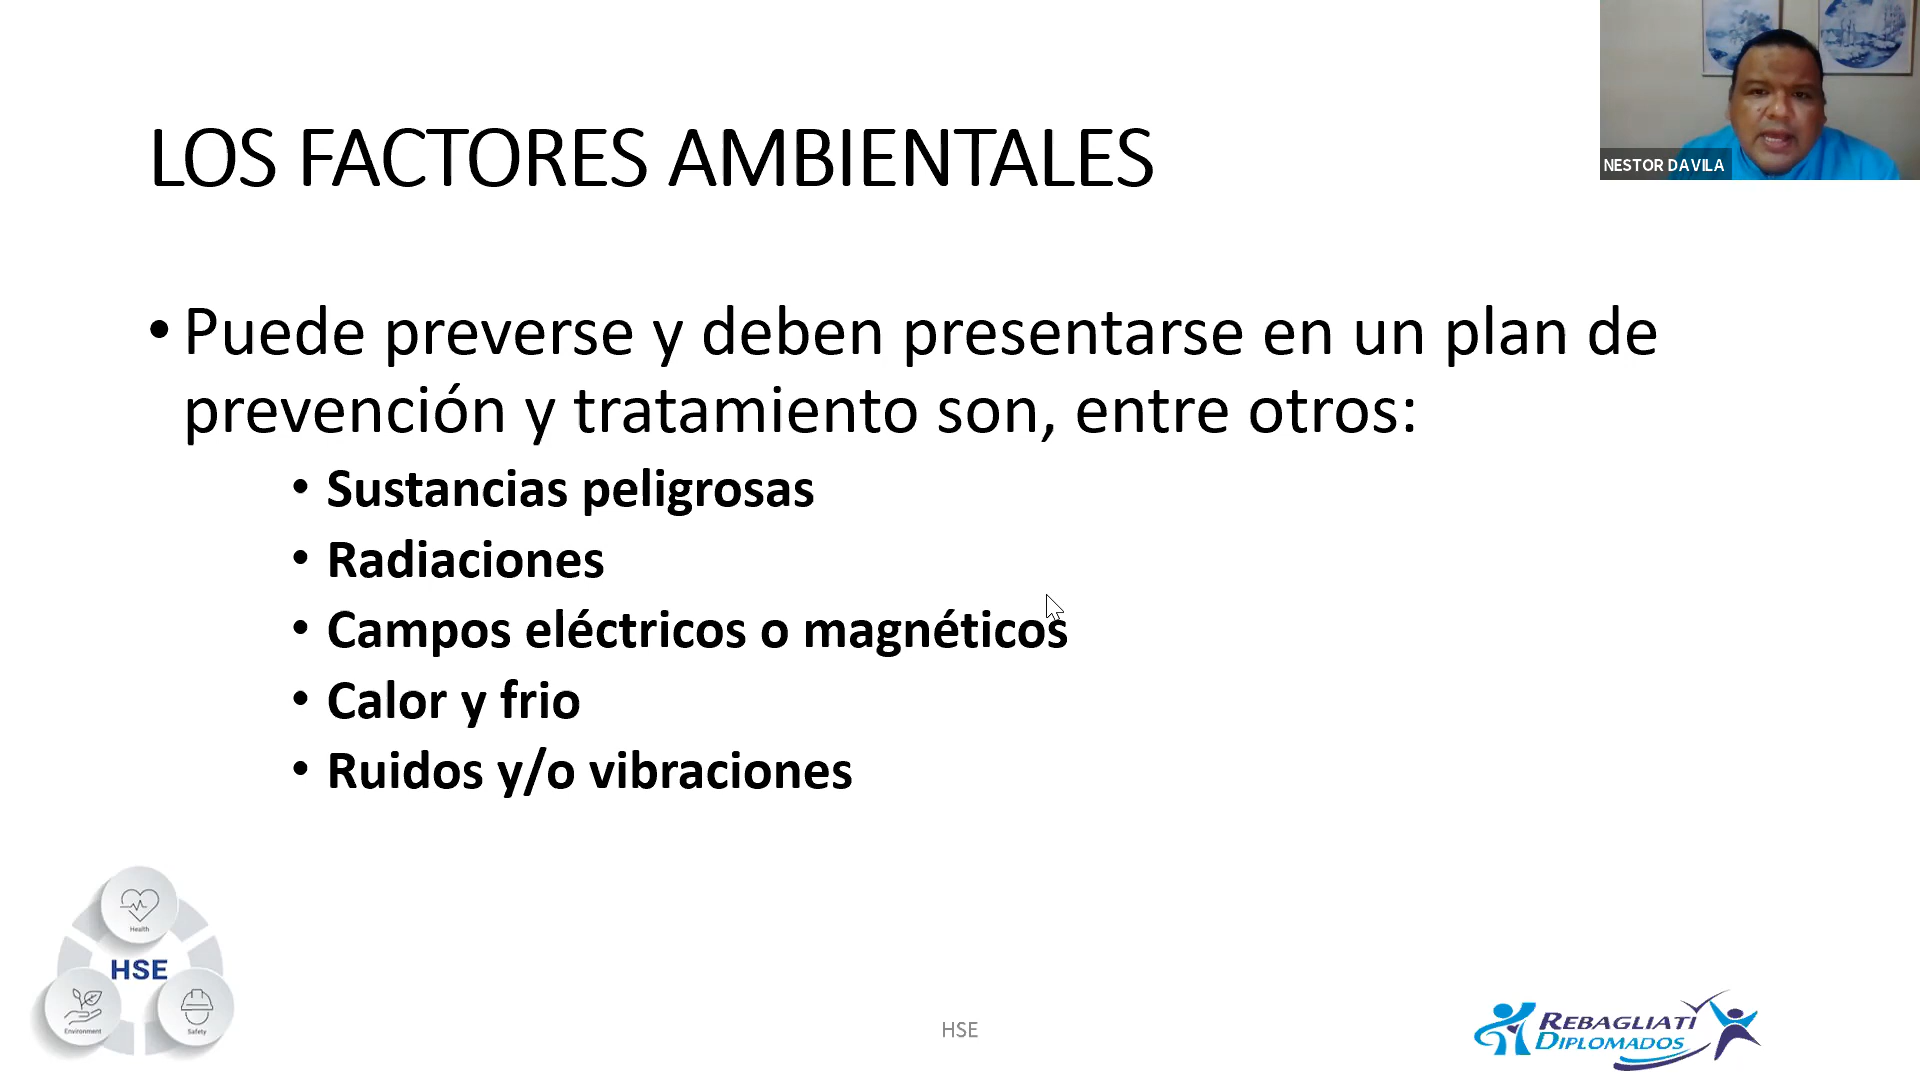 NESTOR DAVILA
LOS FACTORES AMBIENTALES
• Puede preverse y deben presentarse en un plan de
prevención y tratamiento son, entre otros:
• Sustancias peligrosas
• Radiaciones
• Campos eléctricos o magnéticos
• Calor y frio
• Ruidos y/o vibraciones
Health
HSE
Environment
Safety
HSE
REBAGLIATI
DIPLOMADOS